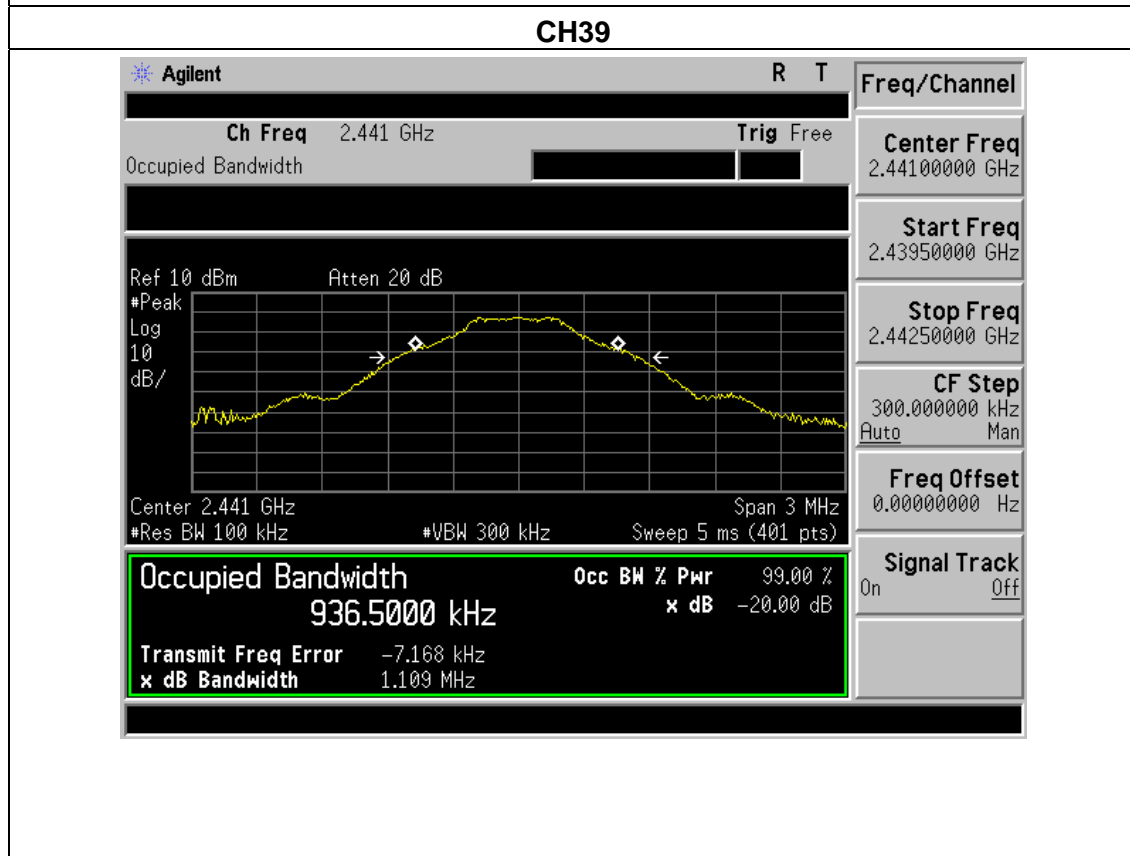 CH39
Agilent R T
Ch Freq 2.441 GHz Trig Free
Occupied Bandwidth
Ref 10 dBm Atten 20 dB
#Peak
Log
10
dB/
Center 2.441 GHz Span 3 MHz
#Res BW 100 kHz #VBW 300 kHz Sweep 5 ms (401 pts)
Occupied Bandwidth Occ BW % Pwr 99.00 %
936.5000 kHz x dB -20.00 dB
Transmit Freq Error -7.168 kHz
x dB Bandwidth 1.109 MHz
Freq/Channel
Center Freq
2.44100000 GHz
Start Freq
2.43950000 GHz
Stop Freq
2.44250000 GHz
CF Step
300.000000 kHz
Auto Man
Freq Offset
0.00000000 Hz
Signal Track
On Off